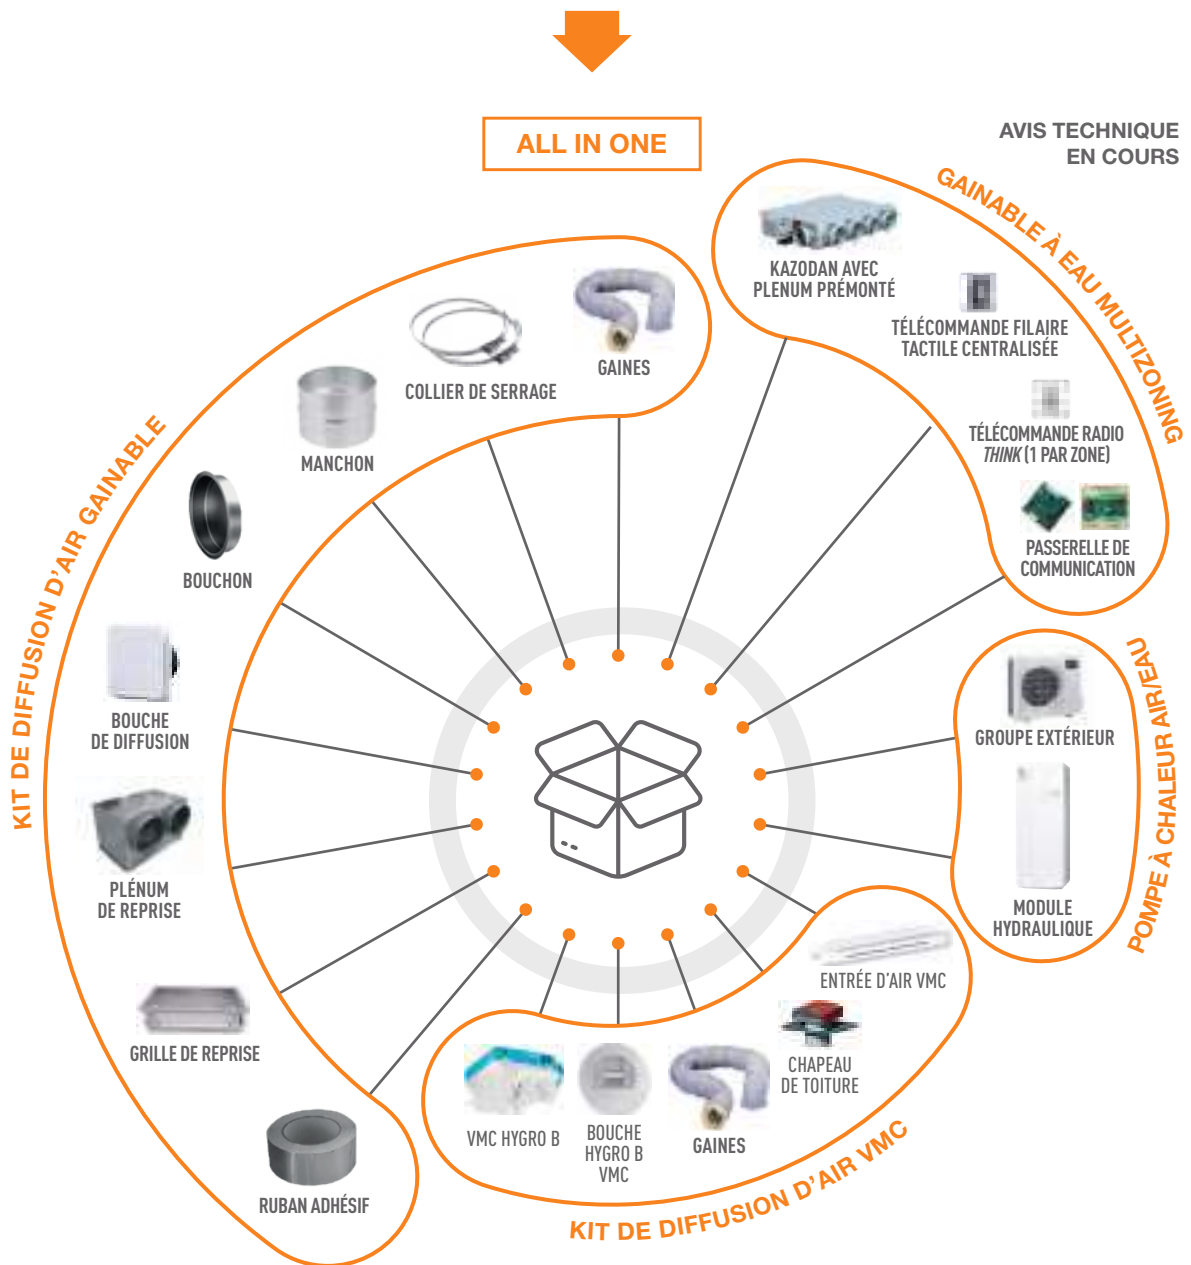 ALL IN ONE
AVIS TECHNIQUE
EN COURS
GAINABLE À EAU MULTIZONING
KAZODAN AVEC
PLENUM PRÉMONTÉ
TÉLÉCOMMANDE FILAIRE
TACTILE CENTRALISÉE
TÉLÉCOMMANDE RADIO
THINK (1 PAR ZONE)
PASSERELLE DE
COMMUNICATION
POMPE À CHALEUR AIR/EAU
GROUPE EXTÉRIEUR
MODULE
HYDRAULIQUE
KIT DE DIFFUSION D'AIR GAINABLE
GAINES
COLLIER DE SERRAGE
MANCHON
BOUCHON
BOUCHE
DE DIFFUSION
PLÉNUM
DE REPRISE
GRILLE DE REPRISE
RUBAN ADHÉSIF
ENTRÉE D'AIR VMC
CHAPEAU
DE TOITURE
GAINES
BOUCHE
HYGRO B
VMC
VMC HYGRO B
KIT DE DIFFUSION D'AIR VMC